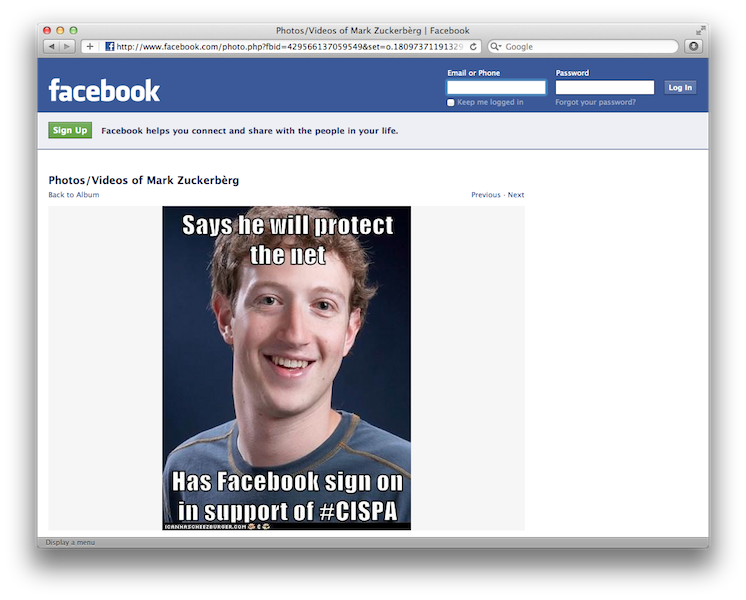 Photos/Videos of Mark Zuckerbèrg | Facebook
http://www.facebook.com/photo.php?fbid=429566137059549&set=o.18097371191329
Google
facebook
Email or Phone
Password
Log In
Keep me logged in
Forgot your password?
Sign Up
Facebook helps you connect and share with the people in your life.
Photos/Videos of Mark Zuckerbèrg
Back to Album
Previous · Next
Says he will protect
the net
Has Facebook sign on
in support of #CISPA
ICANHASCHEEZBURGER.COM
Display a menu